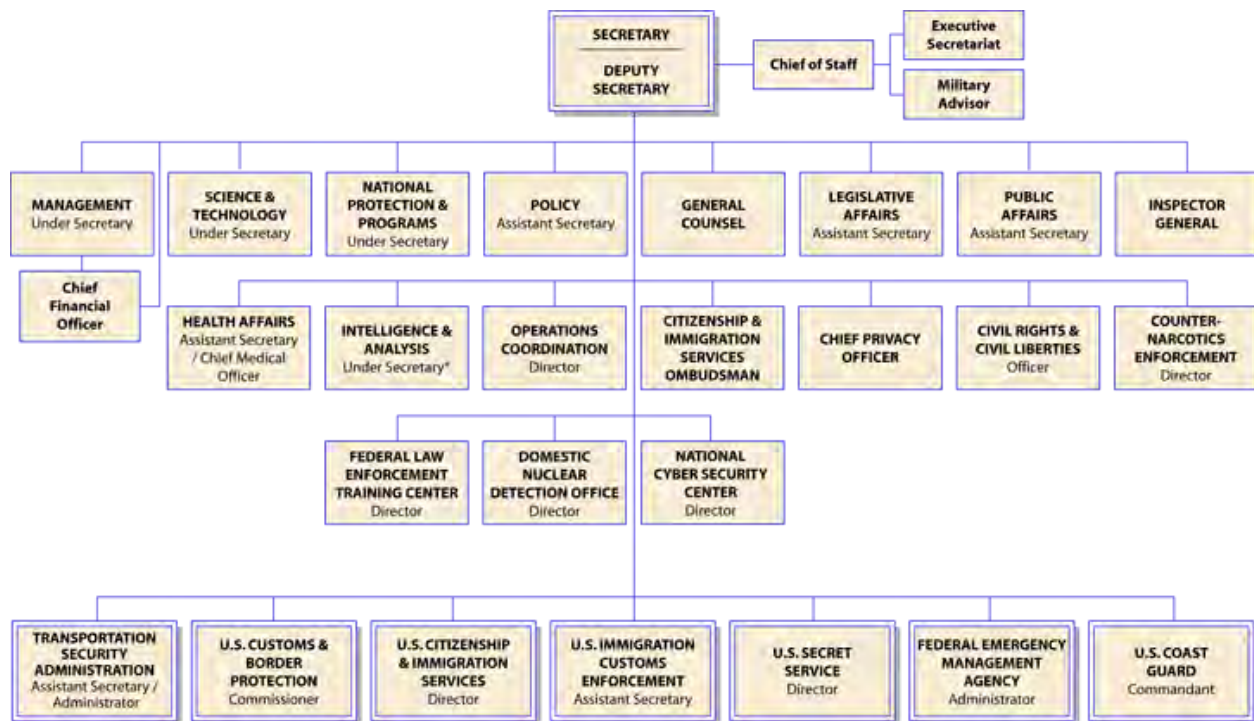 SECRETARY
DEPUTY
SECRETARY
Chief of Staff
Executive
Secretariat
Military
Advisor
MANAGEMENT
Under Secretary
SCIENCE &
TECHNOLOGY
Under Secretary
NATIONAL
PROTECTION &
PROGRAMS
Under Secretary
POLICY
Assistant Secretary
GENERAL
COUNSEL
LEGISLATIVE
AFFAIRS
Assistant Secretary
PUBLIC
AFFAIRS
Assistant Secretary
INSPECTOR
GENERAL
Chief
Financial
Officer
HEALTH AFFAIRS
Assistant Secretary
/ Chief Medical
Officer
INTELLIGENCE &
ANALYSIS
Under Secretary*
OPERATIONS
COORDINATION
Director
CITIZENSHIP &
IMMIGRATION
SERVICES
OMBUDSMAN
CHIEF PRIVACY
OFFICER
CIVIL RIGHTS &
CIVIL LIBERTIES
Officer
COUNTER-
NARCOTICS
ENFORCEMENT
Director
FEDERAL LAW
ENFORCEMENT
TRAINING CENTER
Director
DOMESTIC
NUCLEAR
DETECTION OFFICE
Director
NATIONAL
CYBER SECURITY
CENTER
Director
TRANSPORTATION
SECURITY
ADMINISTRATION
Assistant Secretary /
Administrator
U.S. CUSTOMS &
BORDER
PROTECTION
Commissioner
U.S. CITIZENSHIP
& IMMIGRATION
SERVICES
Director
U.S. IMMIGRATION
CUSTOMS
ENFORCEMENT
Assistant Secretary
U.S. SECRET
SERVICE
Director
FEDERAL EMERGENCY
MANAGEMENT
AGENCY
Administrator
U.S. COAST
GUARD
Commandant